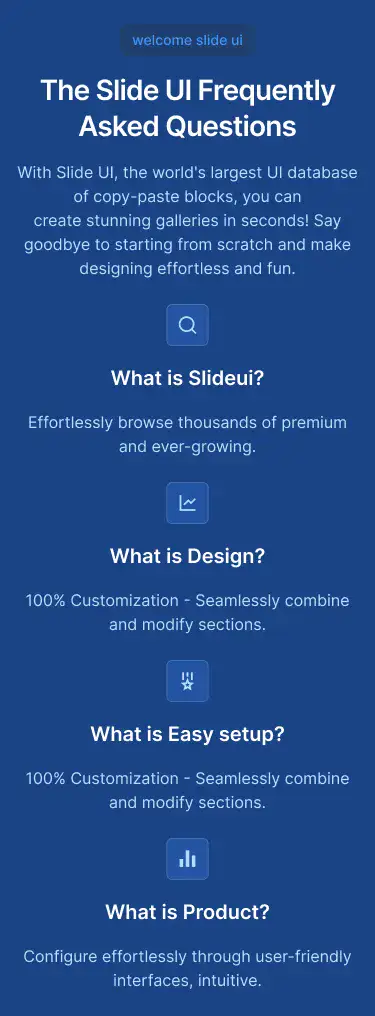 welcome slide ui
The Slide UI Frequently
Asked Questions
With Slide UI, the world's largest UI database
of copy-paste blocks, you can
create stunning galleries in seconds! Say
goodbye to starting from scratch and make
designing effortless and fun.
What is Slideui?
Effortlessly browse thousands of premium
and ever-growing.
What is Design?
100% Customization - Seamlessly combine
and modify sections.
What is Easy setup?
100% Customization - Seamlessly combine
and modify sections.
What is Product?
Configure effortlessly through user-friendly
interfaces, intuitive.